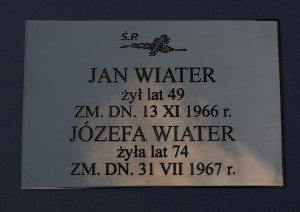 Ś.P.
JAN WIATER
żył lat 49
ZM. DN. 13 XI 1966 r.
JÓZEFA WIATER
żyła lat 74
ZM. DN. 31 VII 1967 r.